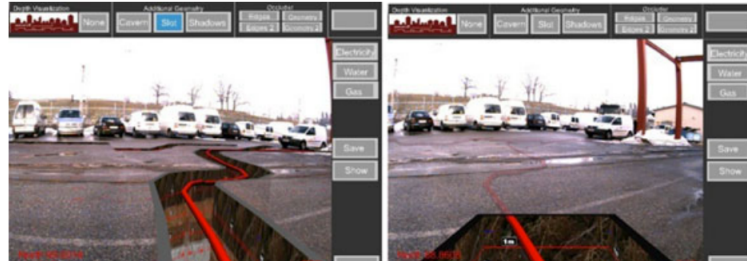 Depth Visualization
None
Additional Geometry
Cavern Slot Shadows
Occluder
Edges Geometry
Edges 2 Geometry 2
Electricity
Water
Gas
Save
Show
Depth Visualization
None
Additional Geometry
Cavern Slot Shadows
Occluder
Edges Geometry
Edges 2 Geometry 2
Electricity
Water
Gas
Save
Show
1m